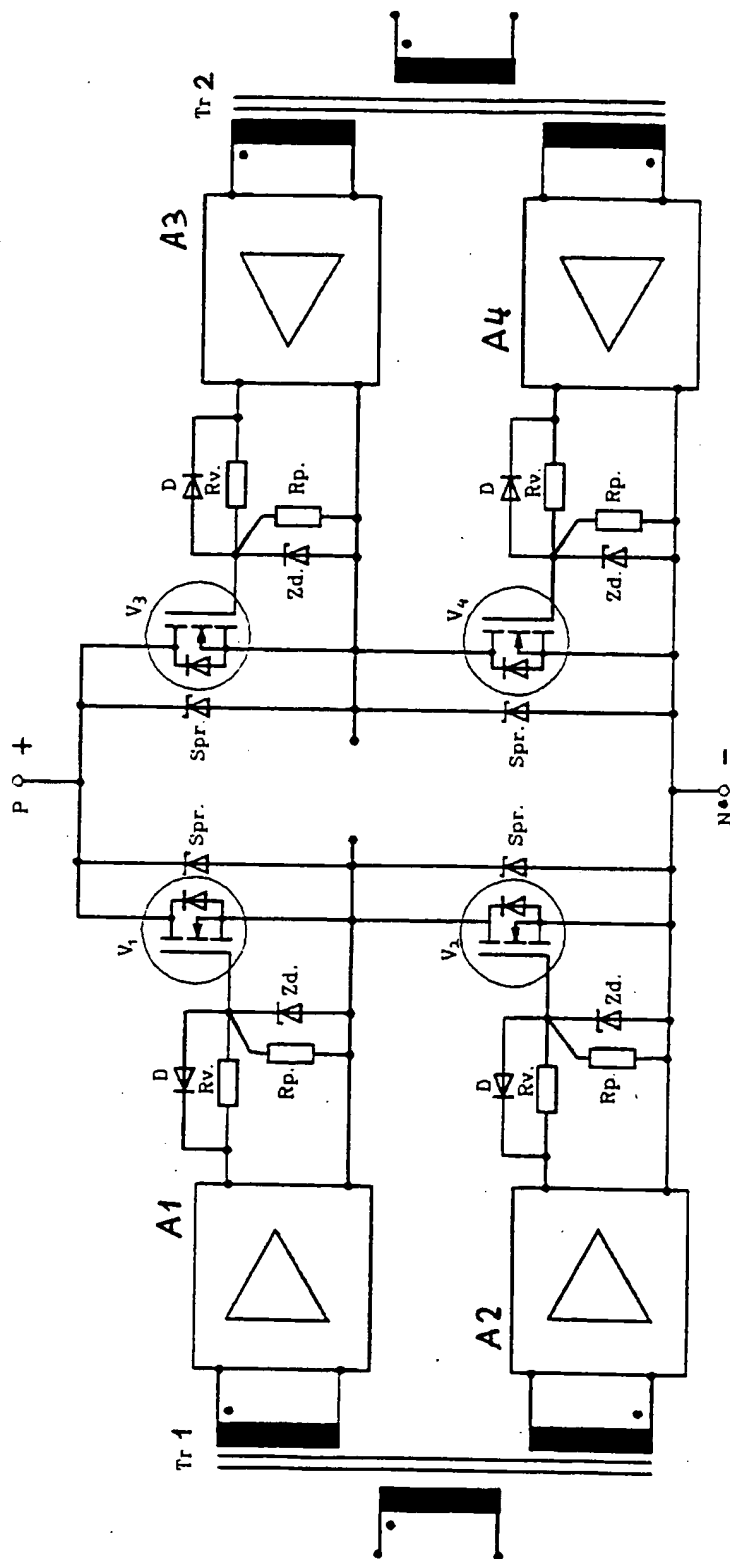 P +
Tr 1
A1
D
Rv.
Rp.
Zd.
V1
Spr.
Spr.
V3
Zd.
Rp.
D
Rv.
A3
Tr 2
A2
D
Rv.
Rp.
Zd.
V2
Spr.
Spr.
V4
Zd.
Rp.
D
Rv.
A4
N -